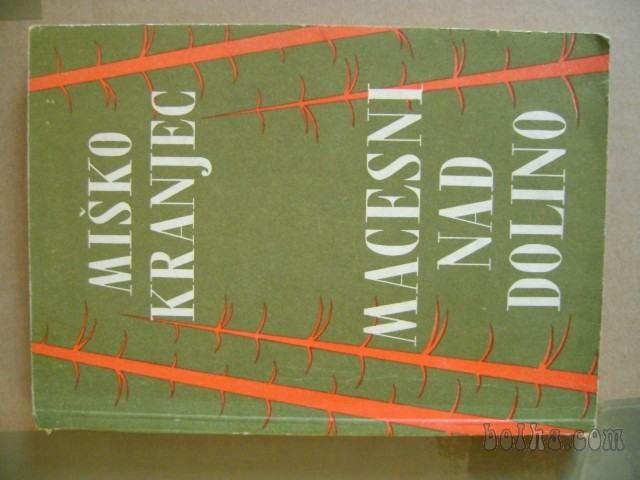 MIŠKO
KRANJEC
MACESNI
NAD
DOLINO
bolha.com